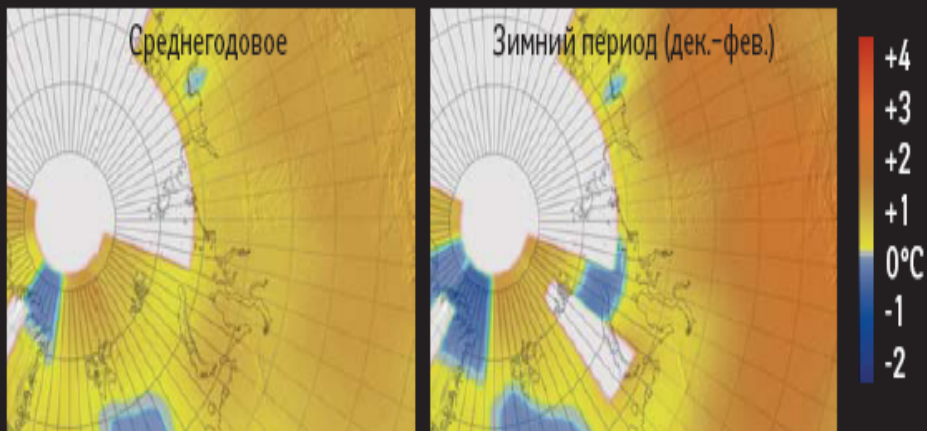 Среднегодовое
Зимний период (дек.–фев.)
+4
+3
+2
+1
0°C
-1
-2